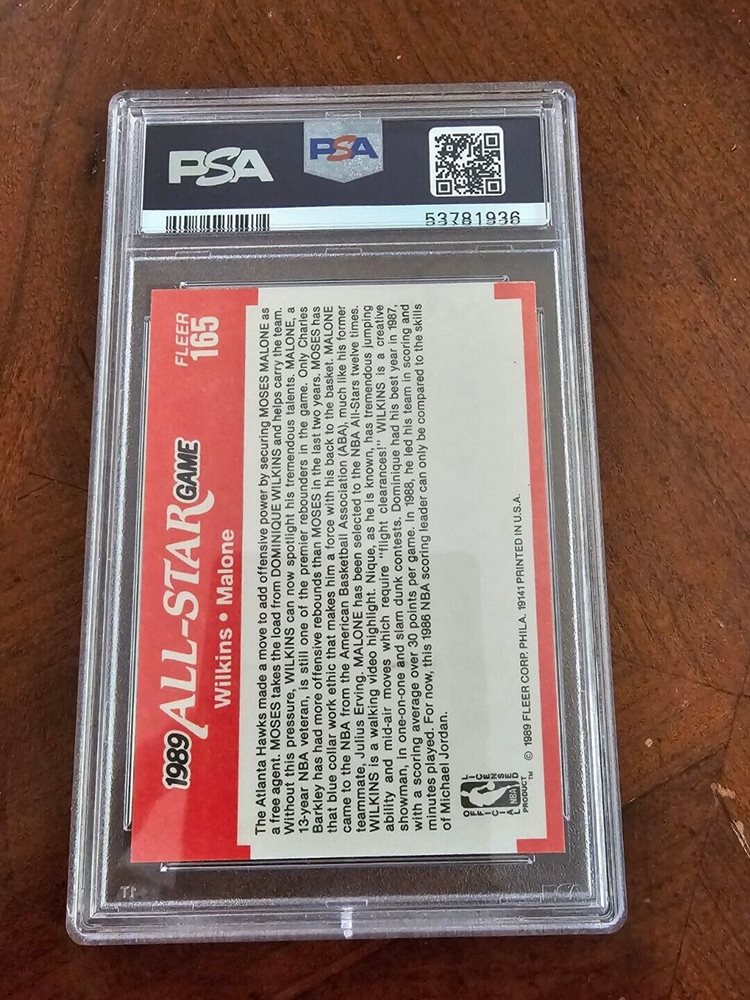 PSA
PSA
53781936
FLEER
165
1989 ALL-STAR GAME
Wilkins • Malone
The Atlanta Hawks made a move to add offensive power by securing MOSES MALONE as
a free agent. MOSES takes the load from DOMINIQUE WILKINS and helps carry the team.
Without this pressure, WILKINS can now spotlight his tremendous talents. MALONE, a
13-year NBA veteran, is still one of the premier rebounders in the game. Only Charles
Barkley has had more offensive rebounds than MOSES in the last two years. MOSES has
that blue collar work ethic that makes him a force with his back to the basket. MALONE
came to the NBA from the American Basketball Association (ABA), much like his former
teammate, Julius Erving. MALONE has been selected to the NBA All-Stars twelve times.
WILKINS is a walking video highlight. Nique, as he is known, has tremendous jumping
ability and mid-air moves which require "flight clearances!" WILKINS is a creative
showman, in one-on-one and slam dunk contests. Dominique had his best year in 1987,
with a scoring average over 30 points per game. In 1988, he led his team in scoring and
minutes played. For now, this 1986 NBA scoring leader can only be compared to the skills
of Michael Jordan.
OFFICIAL LICENSED
NBA
PRODUCT™
© 1989 FLEER CORP. PHILA. 19141 PRINTED IN U.S.A.